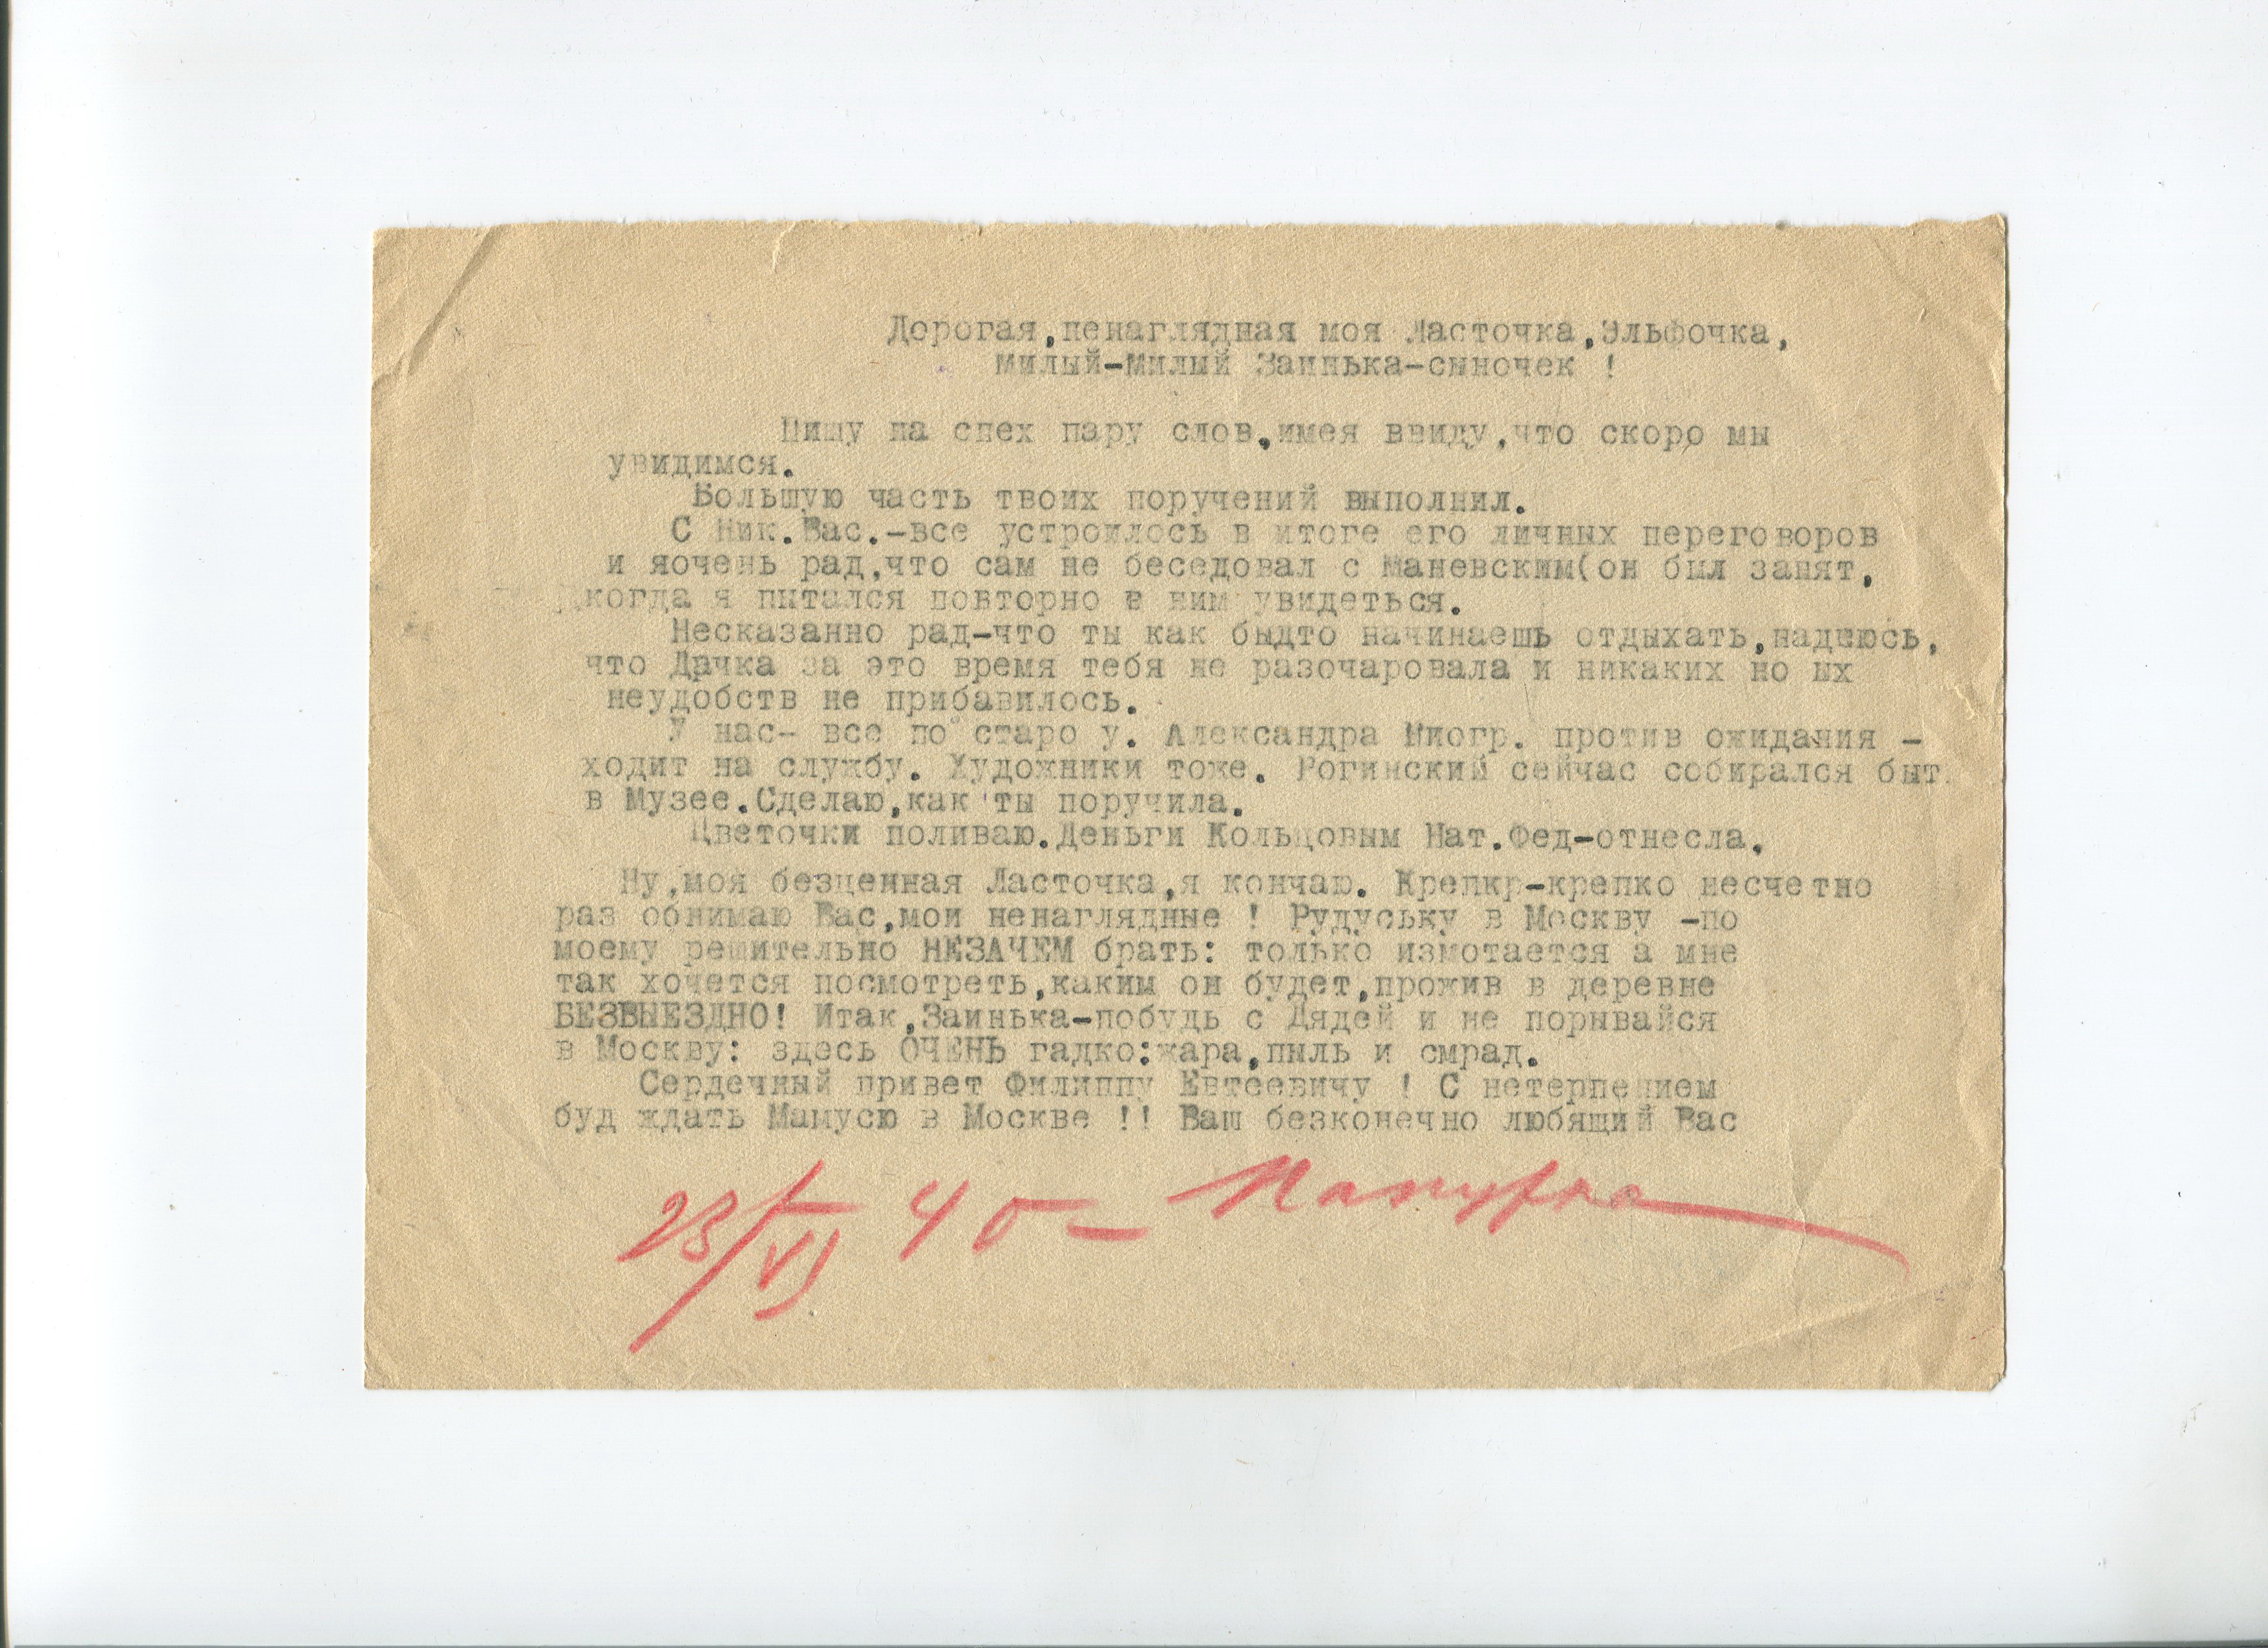 Дорогая,ненаглядная моя Ласточка,Эльфочка,
милый-милый Заинька-сыночек !
Пишу на спех пару слов,имея ввиду,что скоро мы
увидимся.
Большую часть твоих поручений выполнил.
С Ник.Вас.-все устроилось в итоге его личных переговоров
и яочень рад,что сам не беседовал с Маневским(он был занят,
когда я пытался повторно с ним увидеться.
Несказанно рад-что ты как быдто начинаешь отдыхать,надеюсь,
что Дачка за это время тебя не разочаровала и никаких но ых
неудобств не прибавилось.
У нас- все по старо у. Александра Ниогр. против ожидания -
ходит на службу. Художники тоже. Рогинский сейчас собирался быт
в Музее.Сделаю,как ты поручила.
Цветочки поливаю.Деньги Кольцовым Нат.Фед-отнесла.
Ну,моя безценная Ласточка,я кончаю. Крепкр-крепко несчетно
раз обнимаю Вас,мои ненаглядные ! Рудуську в Москву -по
моему решительно НЕЗАЧЕМ брать: только измотается а мне
так хочется посмотреть,каким он будет,прожив в деревне
БЕЗВЫЕЗДНО! Итак,Заинька-побудь с Дядей и не порывайся
в Москву: здесь ОЧЕНЬ гадко:жара,пыль и смрад.
Сердечный привет Филиппу Евтеевичу ! С нетерпением
буд ждать Мамусю в Москве !! Ваш безконечно любящий Вас
23/VI 40- Папушка